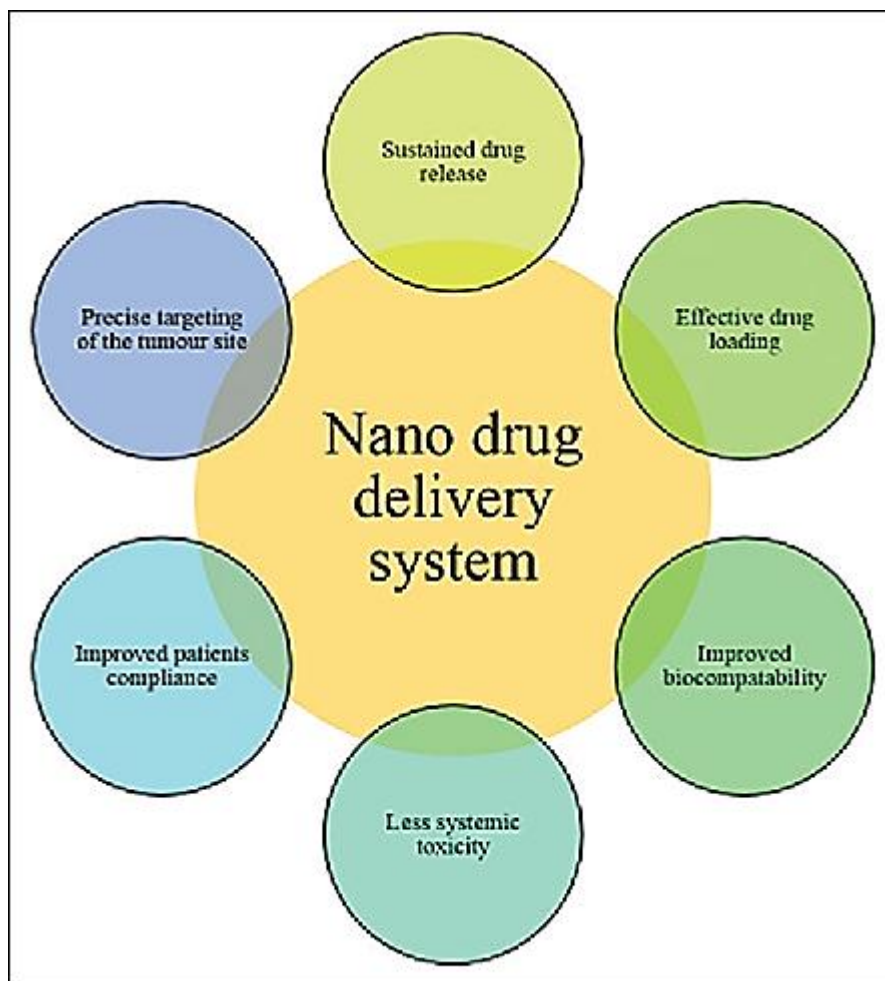 Sustained drug
release
Effective drug
loading
Improved
biocompatability
Less systemic
toxicity
Improved patients
compliance
Precise targeting
of the tumour site
Nano drug
delivery
system